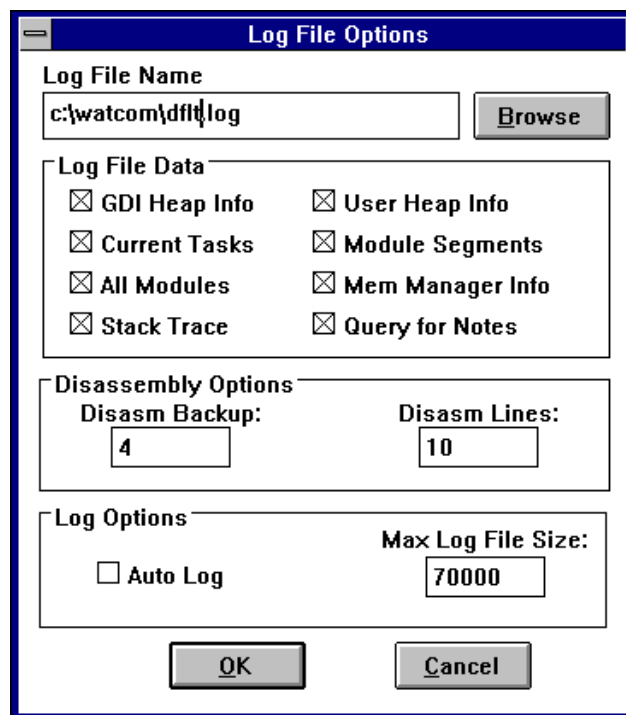 Log File Options
Log File Name
c:\watcom\dflt.log
Browse
Log File Data
GDI Heap Info
User Heap Info
Current Tasks
Module Segments
All Modules
Mem Manager Info
Stack Trace
Query for Notes
Disassembly Options
Disasm Backup:
Disasm Lines:
4
10
Log Options
Max Log File Size:
Auto Log
70000
OK
Cancel